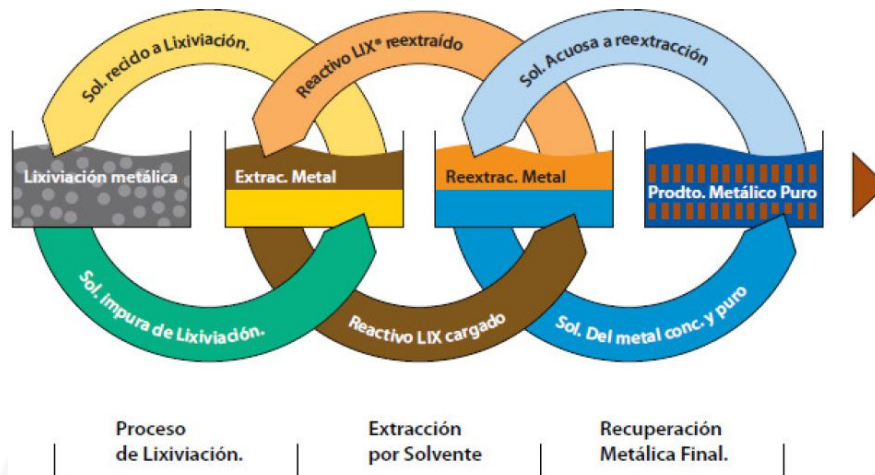 Sol. recido a Lixiviación.
Reactivo LIX® reextraído
Sol. Acuosa a reextracción
Lixiviación metálica
Extrac. Metal
Reextrac. Metal
Prodto. Metálico Puro
Sol. impura de Lixiviación.
Reactivo LIX cargado
Sol. Del metal conc. y puro
Proceso
de Lixiviación.
Extracción
por Solvente
Recuperación
Metálica Final.